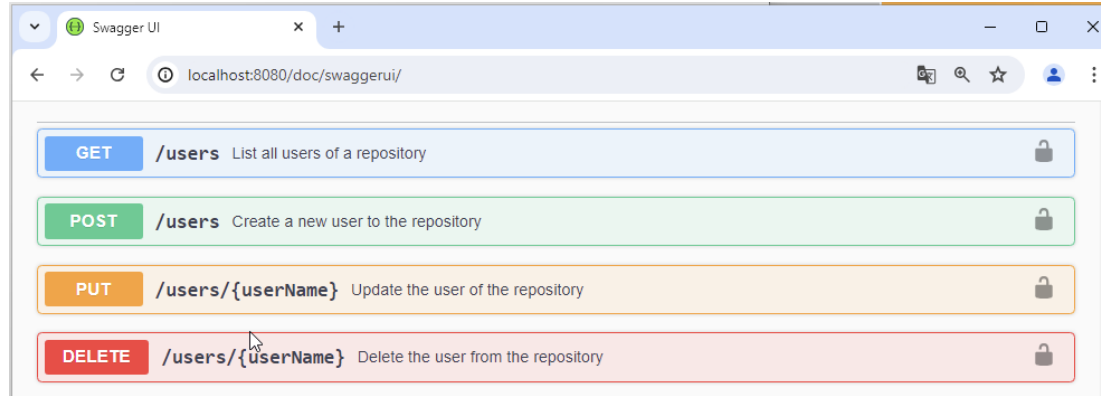 Swagger UI
localhost:8080/doc/swaggerui/
GET /users List all users of a repository
POST /users Create a new user to the repository
PUT /users/{userName} Update the user of the repository
DELETE /users/{userName} Delete the user from the repository